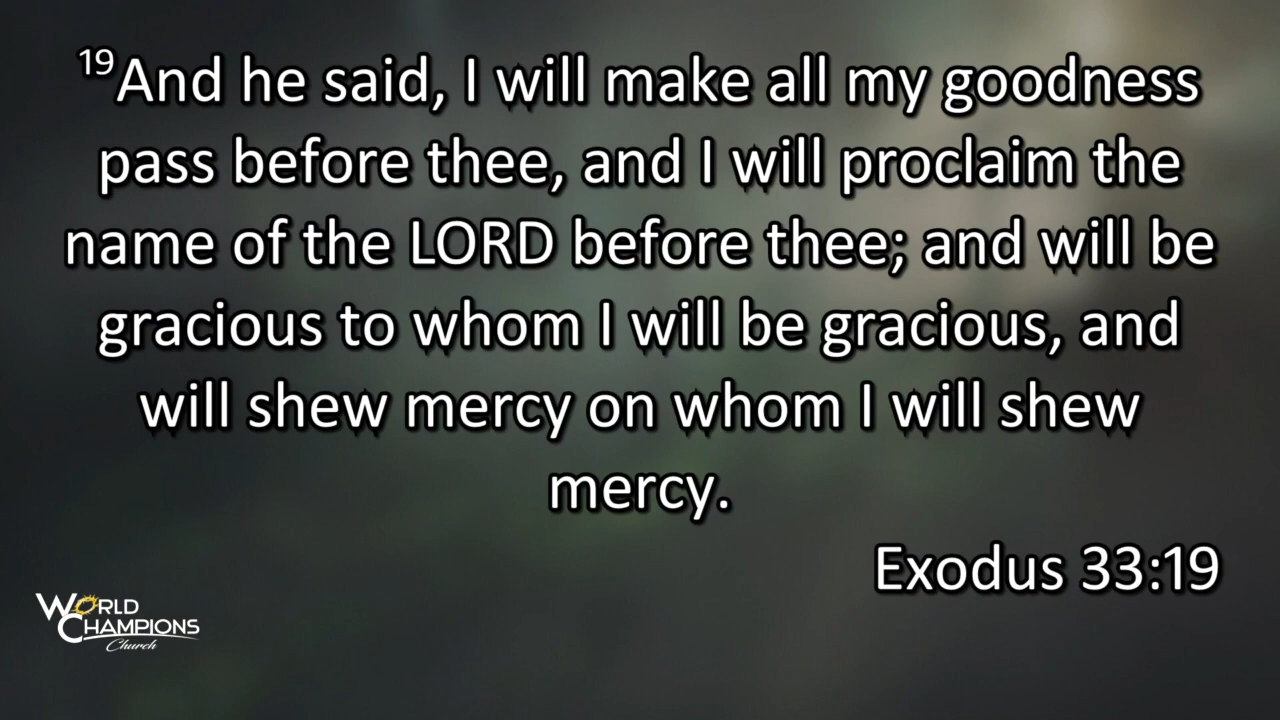 19And he said, I will make all my goodness
pass before thee, and I will proclaim the
name of the LORD before thee; and will be
gracious to whom I will be gracious, and
will shew mercy on whom I will shew
mercy.
Exodus 33:19
WORLD
CHAMPIONS
Church